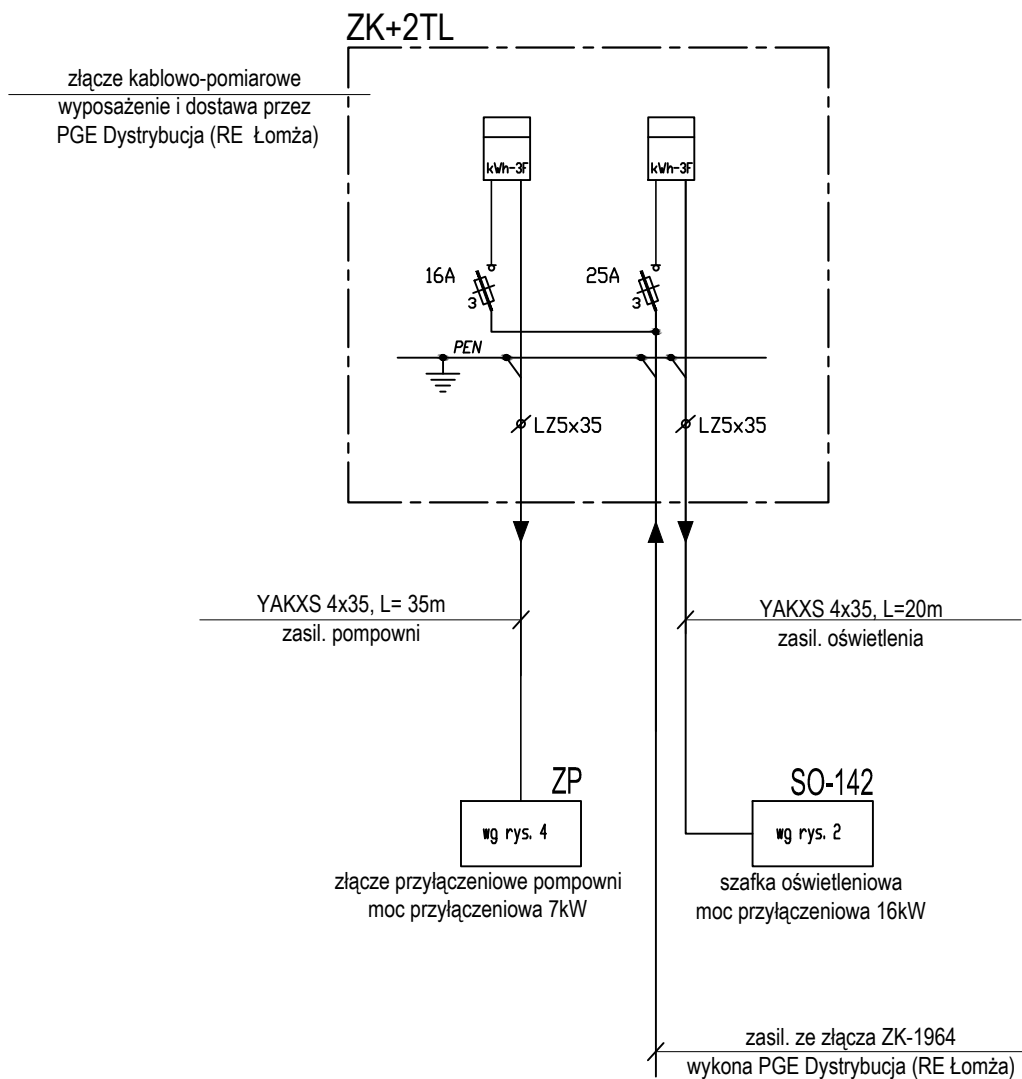 ZK+2TL
złącze kablowo-pomiarowe
wyposażenie i dostawa przez
PGE Dystrybucja (RE Łomża)
kWh-3F
kWh-3F
16A
3
25A
3
PEN
LZ5x35
LZ5x35
YAKXS 4x35, L= 35m
zasil. pompowni
YAKXS 4x35, L=20m
zasil. oświetlenia
ZP
wg rys. 4
złącze przyłączeniowe pompowni
moc przyłączeniowa 7kW
SO-142
wg rys. 2
szafka oświetleniowa
moc przyłączeniowa 16kW
zasil. ze złącza ZK-1964
wykona PGE Dystrybucja (RE Łomża)